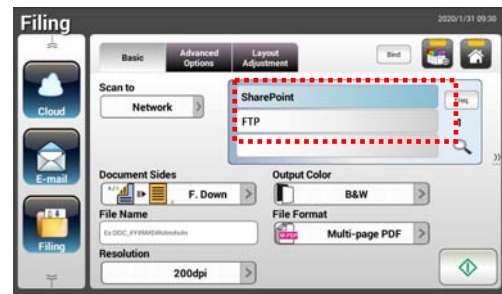 Filing
2020/1/31 09:30
Basic
Advanced Options
Layout Adjustment
Bind
Scan to
Network
SharePoint
FTP
Freq.
Cloud
E-mail
Filing
Document Sides
F. Down
Output Color
B&W
File Name
File Format
Multi-page PDF
Resolution
200dpi